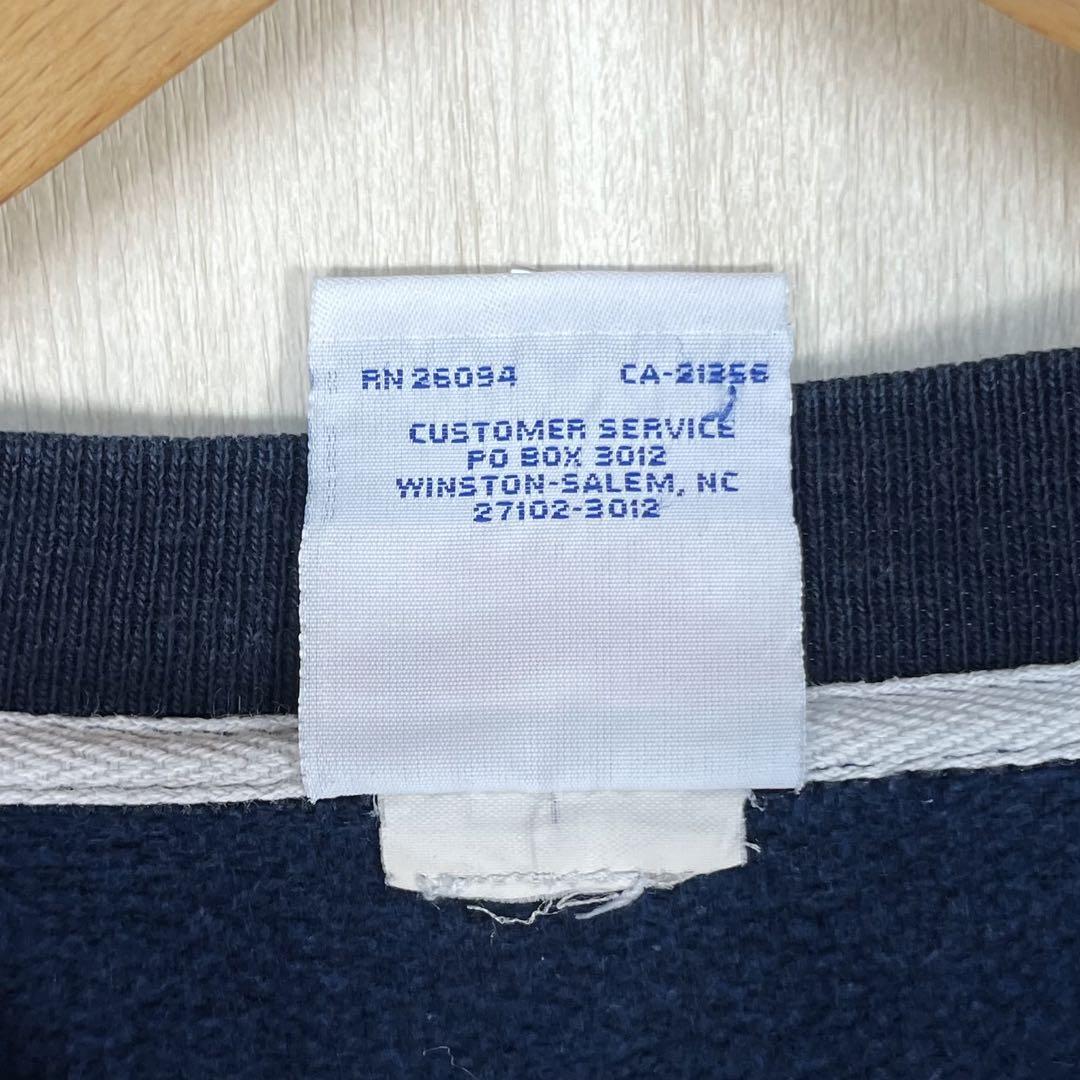 RN 26094 CA-21356
CUSTOMER SERVICE
PO BOX 3012
WINSTON-SALEM, NC
27102-3012